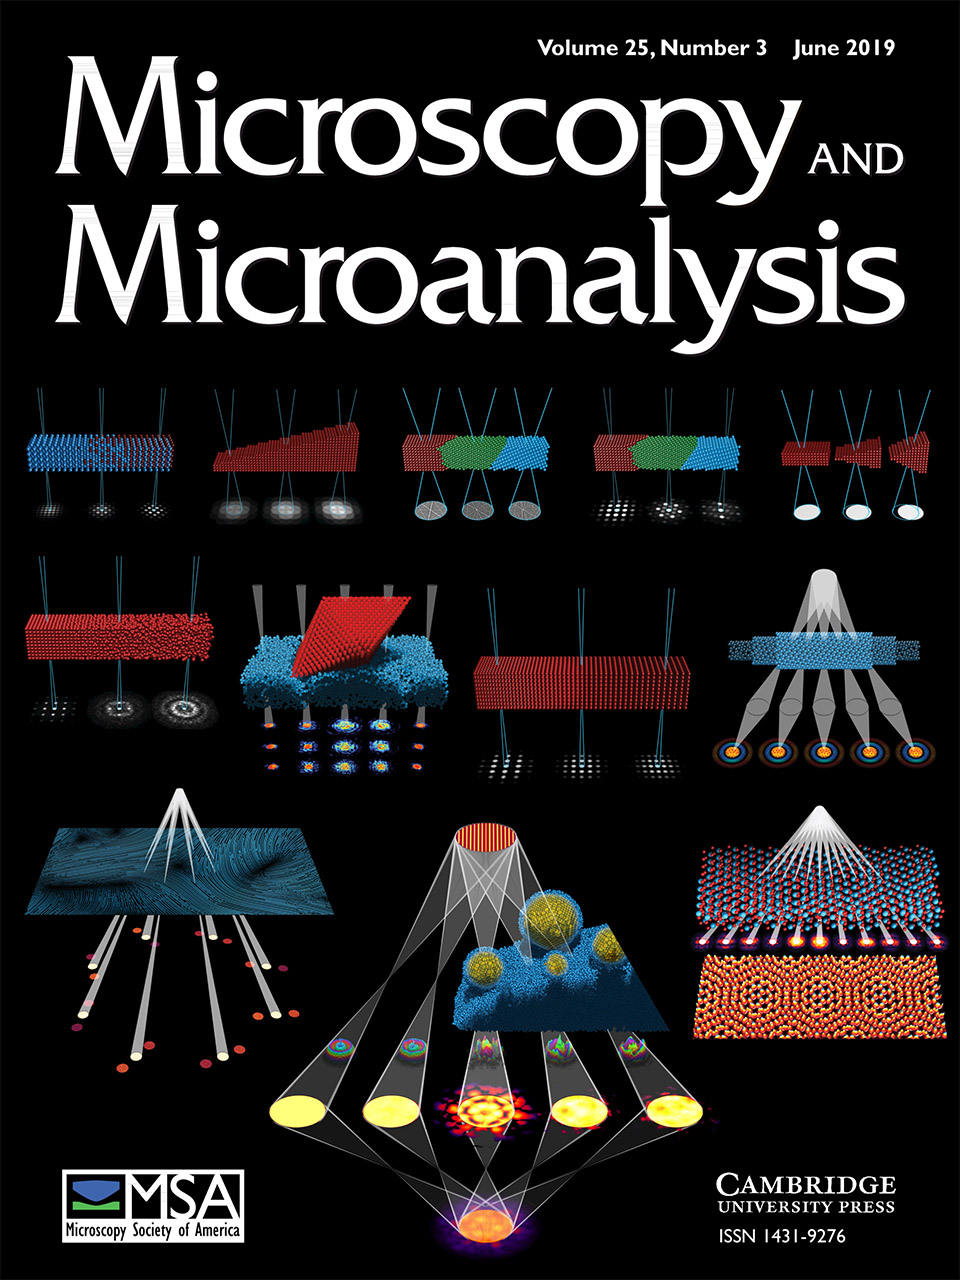 Volume 25, Number 3 June 2019
Microscopy AND
Microanalysis
MSA
Microscopy Society of America
CAMBRIDGE
UNIVERSITY PRESS
ISSN 1431-9276